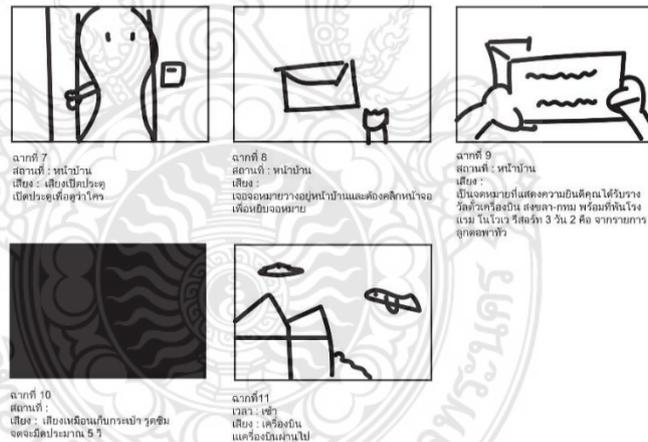 ฉากที่ 7
สถานที่ : หน้าบ้าน
เสียง : เสียงเปิดประตู
เปิดประตูเพื่อดูว่าใคร
ฉากที่ 8
สถานที่ : หน้าบ้าน
เสียง :
เจอจอหมายวางอยู่หน้าบ้านและต้องคลิกหน้าจอ
เพื่อหยิบจอหมาย
ฉากที่ 9
สถานที่ : หน้าบ้าน
เสียง :
เป็นจดหมายที่แสดงความยินดีคุณได้รับราง
วัลตั๋วเครื่องบิน สงขลา-กทม พร้อมที่พักโรง
แรม โนโวเว รีสอร์ท 3 วัน 2 คือ จากรายการ
ลูกคอพาทัว
ฉากที่ 10
สถานที่ :
เสียง : เสียงเหมือนเก็บกระเป๋า รูดซิม
จดจะมืดประมาณ 5 วิ
ฉากที่11
เวลา : เช้า
เสียง : เครื่องบิน
แเครื่องบินผ่านไป
พระนคร